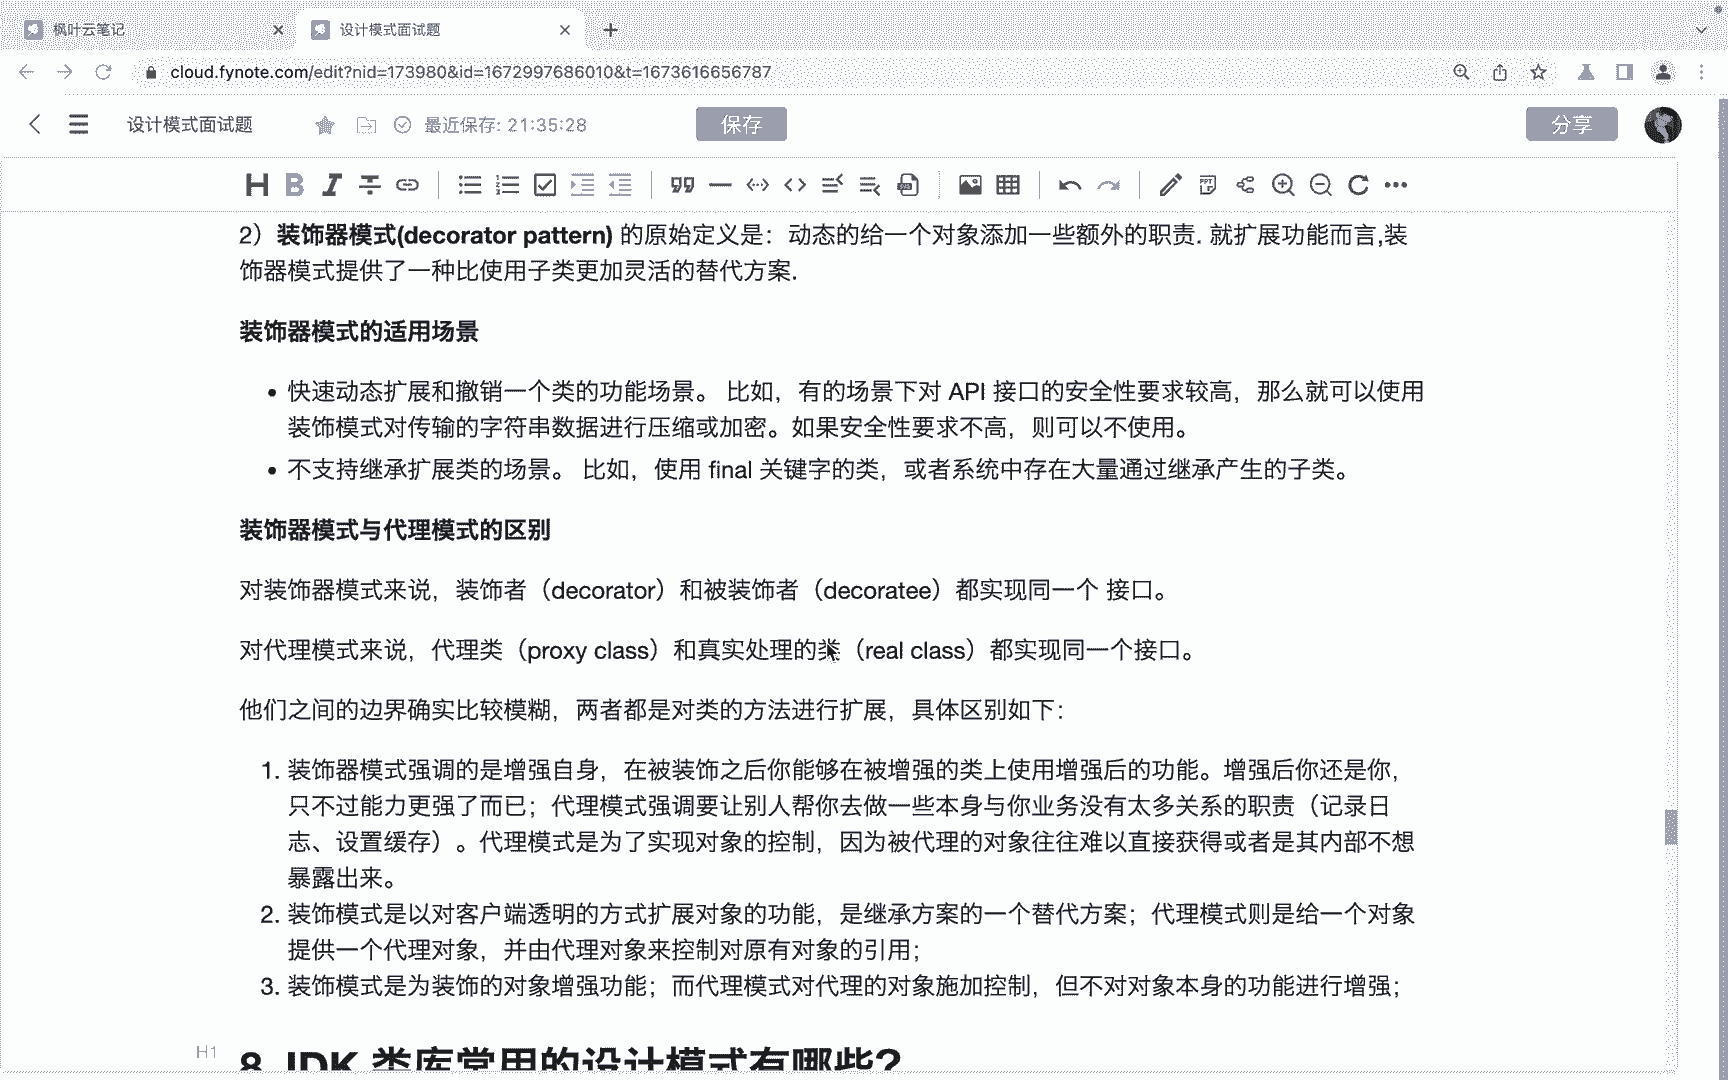 枫叶云笔记
设计模式面试题
cloud.fynote.com/edit?nid=173980&id=1672997686010&t=1673616656787
设计模式面试题
最近保存: 21:35:28
保存
分享
2）装饰器模式(decorator pattern) 的原始定义是：动态的给一个对象添加一些额外的职责. 就扩展功能而言,装
饰器模式提供了一种比使用子类更加灵活的替代方案.
装饰器模式的适用场景
快速动态扩展和撤销一个类的功能场景。 比如，有的场景下对 API 接口的安全性要求较高，那么就可以使用
装饰模式对传输的字符串数据进行压缩或加密。如果安全性要求不高，则可以不使用。
不支持继承扩展类的场景。 比如，使用 final 关键字的类，或者系统中存在大量通过继承产生的子类。
装饰器模式与代理模式的区别
对装饰器模式来说，装饰者（decorator）和被装饰者（decoratee）都实现同一个 接口。
对代理模式来说，代理类（proxy class）和真实处理的类（real class）都实现同一个接口。
他们之间的边界确实比较模糊，两者都是对类的方法进行扩展，具体区别如下：
1. 装饰器模式强调的是增强自身，在被装饰之后你能够在被增强的类上使用增强后的功能。增强后你还是你，
只不过能力更强了而已；代理模式强调要让别人帮你去做一些本身与你业务没有太多关系的职责（记录日
志、设置缓存）。代理模式是为了实现对象的控制，因为被代理的对象往往难以直接获得或者是其内部不想
暴露出来。
2. 装饰模式是以对客户端透明的方式扩展对象的功能，是继承方案的一个替代方案；代理模式则是给一个对象
提供一个代理对象，并由代理对象来控制对原有对象的引用；
3. 装饰模式是为装饰的对象增强功能；而代理模式对代理的对象施加控制，但不对对象本身的功能进行增强；
H1
8. JDK 类库常用的设计模式有哪些?